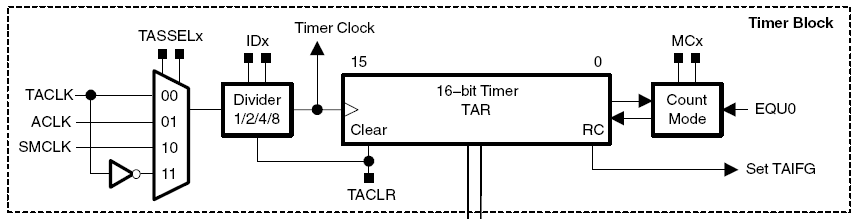 Timer Block
Timer Clock
TASSELx
IDx
15
0
MCx
TACLK
ACLK
SMCLK
00
01
10
11
Divider
1/2/4/8
16−bit Timer
TAR
Clear
RC
Count
Mode
EQU0
Set TAIFG
TACLR